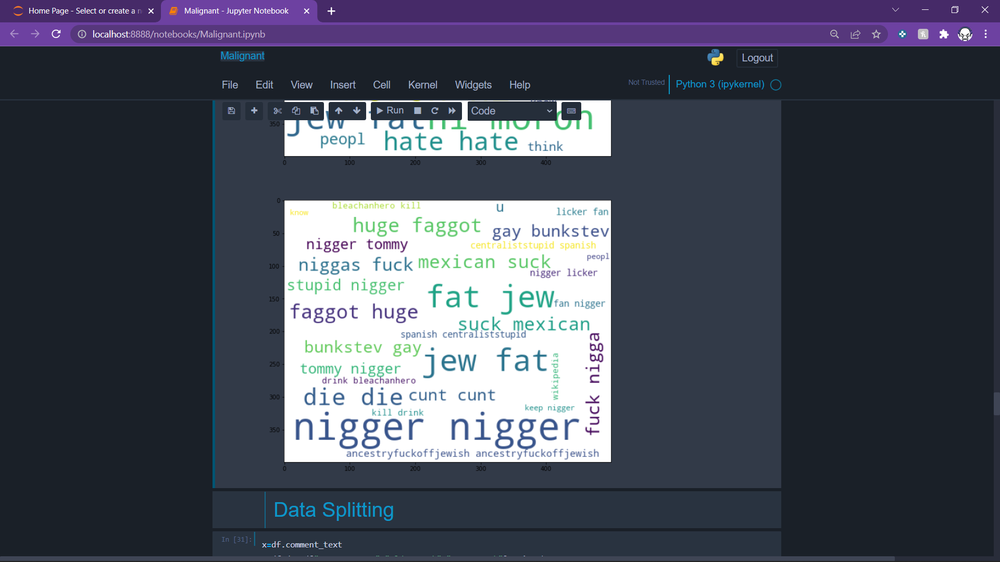 Home Page - Select or create a n
Malignant - Jupyter Notebook
localhost:8888/notebooks/Malignant.ipynb
Malignant
Logout
File Edit View Insert Cell Kernel Widgets Help
Not Trusted
Python 3 (ipykernel)
Run
Code
350
jew fat
moron
peopl
hate hate
think
0 100 200 300 400
0
bleachanhero kill
u
know
licker fan
huge faggot
gay bunkstev
50
nigger tommy
centraliststupid spanish
peopl
100
niggas fuck
mexican suck
nigger licker
stupid nigger
fat jew
150
fan nigger
faggot huge
suck mexican
200
spanish centraliststupid
bunkstev gay
jew fat
fuck nigga
250
tommy nigger
wikipedia
drink bleachanhero
die die
cunt cunt
300
keep nigger
kill drink
nigger nigger
350
ancestryfuckoffjewish ancestryfuckoffjewish
0 100 200 300 400
Data Splitting
In [31]:
x=df.comment_text